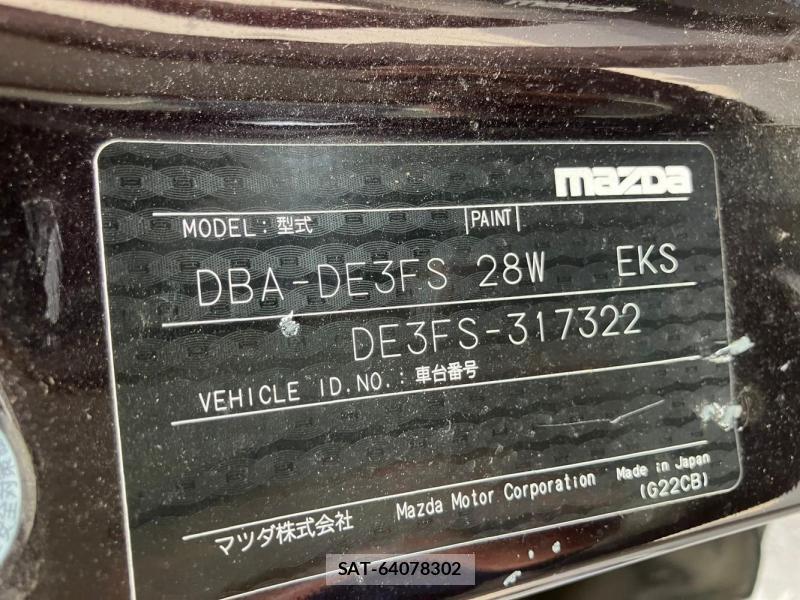 mazda
MODEL : 型式 PAINT
DBA-DE3FS 28W EKS
DE3FS-317322
VEHICLE ID.NO. : 車台番号
マツダ株式会社 Mazda Motor Corporation Made in Japan
(G22CB)
SAT-64078302